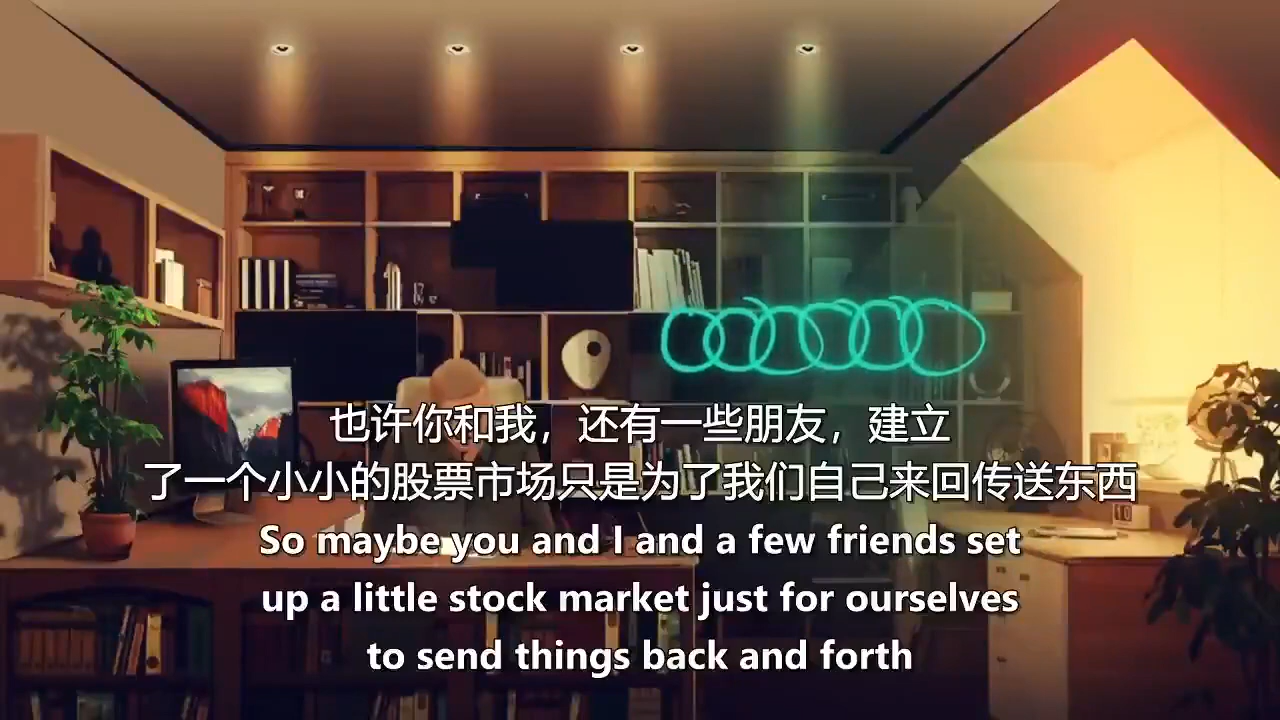 也许你和我，还有一些朋友，建立
了一个小小的股票市场只是为了我们自己来回传送东西
So maybe you and I and a few friends set
up a little stock market just for ourselves
to send things back and forth